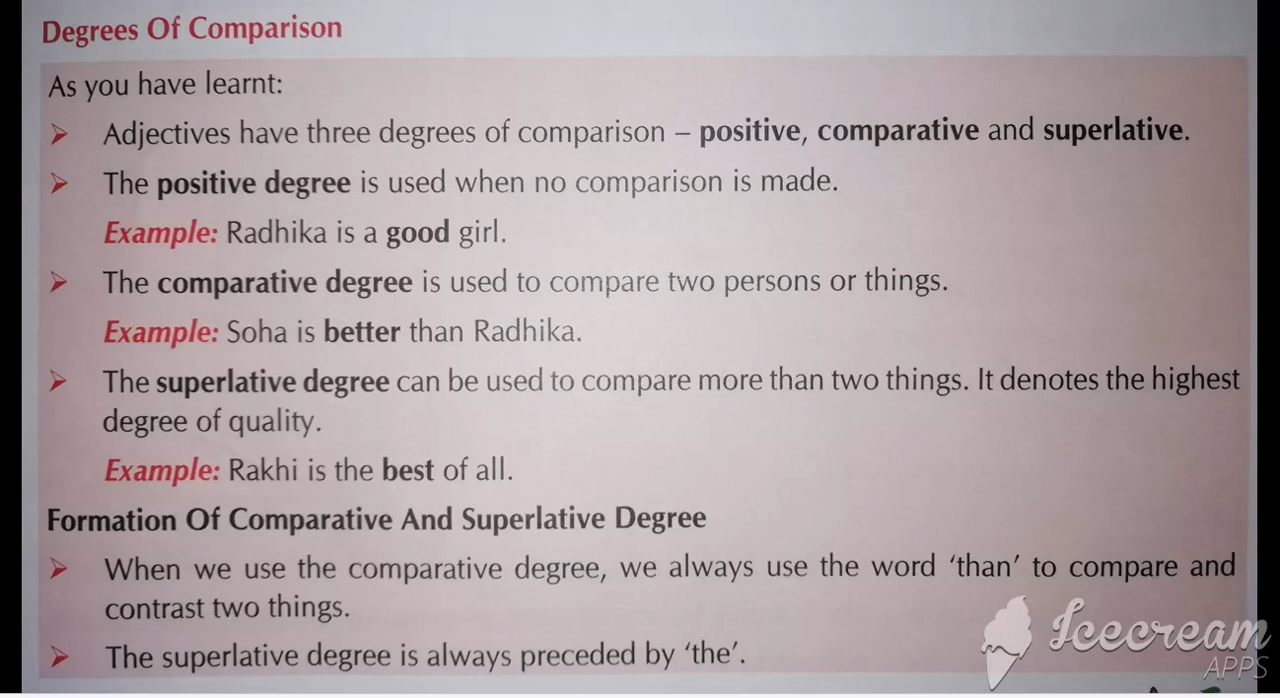 Degrees Of Comparison
As you have learnt:
➢ Adjectives have three degrees of comparison – positive, comparative and superlative.
➢ The positive degree is used when no comparison is made.
Example: Radhika is a good girl.
➢ The comparative degree is used to compare two persons or things.
Example: Soha is better than Radhika.
➢ The superlative degree can be used to compare more than two things. It denotes the highest
degree of quality.
Example: Rakhi is the best of all.
Formation Of Comparative And Superlative Degree
➢ When we use the comparative degree, we always use the word ‘than’ to compare and
contrast two things.
➢ The superlative degree is always preceded by ‘the’.
Icecream
APPS